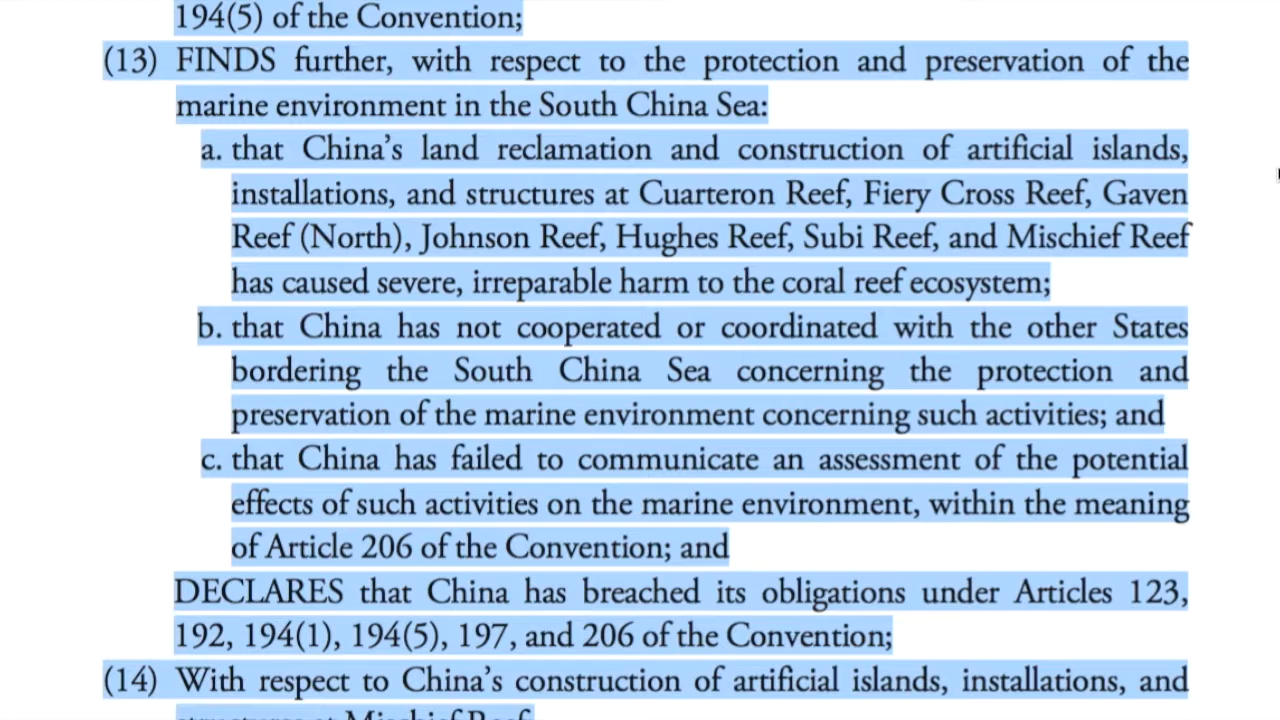 194(5) of the Convention;
(13) FINDS further, with respect to the protection and preservation of the
marine environment in the South China Sea:
a. that China’s land reclamation and construction of artificial islands,
installations, and structures at Cuarteron Reef, Fiery Cross Reef, Gaven
Reef (North), Johnson Reef, Hughes Reef, Subi Reef, and Mischief Reef
has caused severe, irreparable harm to the coral reef ecosystem;
b. that China has not cooperated or coordinated with the other States
bordering the South China Sea concerning the protection and
preservation of the marine environment concerning such activities; and
c. that China has failed to communicate an assessment of the potential
effects of such activities on the marine environment, within the meaning
of Article 206 of the Convention; and
DECLARES that China has breached its obligations under Articles 123,
192, 194(1), 194(5), 197, and 206 of the Convention;
(14) With respect to China’s construction of artificial islands, installations, and
structures at Mischief Reef